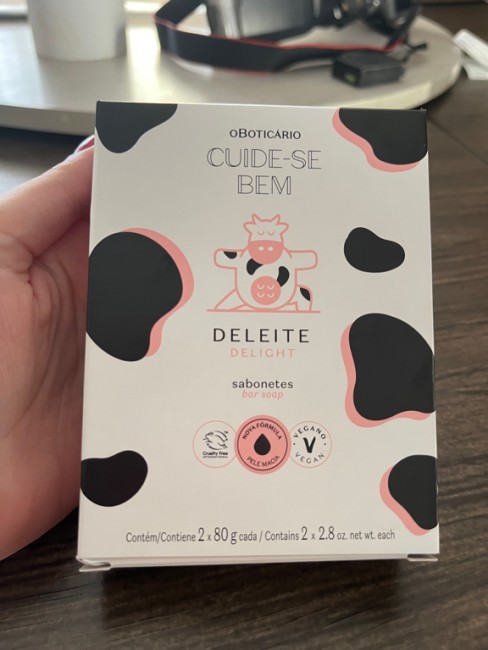 oBOTICÁRIO
CUIDE-SE
BEM
DELEITE
DELIGHT
sabonetes
bar soap
Cruelty free
NOVA FÓRMULA
PELE MACIA
VEGANO
V
VEGAN
Contém/Contiene 2 x 80 g cada / Contains 2 x 2.8 oz. net wt. each